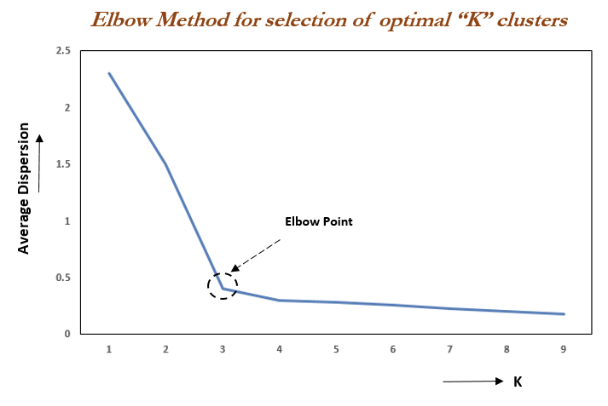 Elbow Method for selection of optimal “K” clusters
2.5
2
1.5
1
0.5
0
Average Dispersion
Elbow Point
1 2 3 4 5 6 7 8 9
K